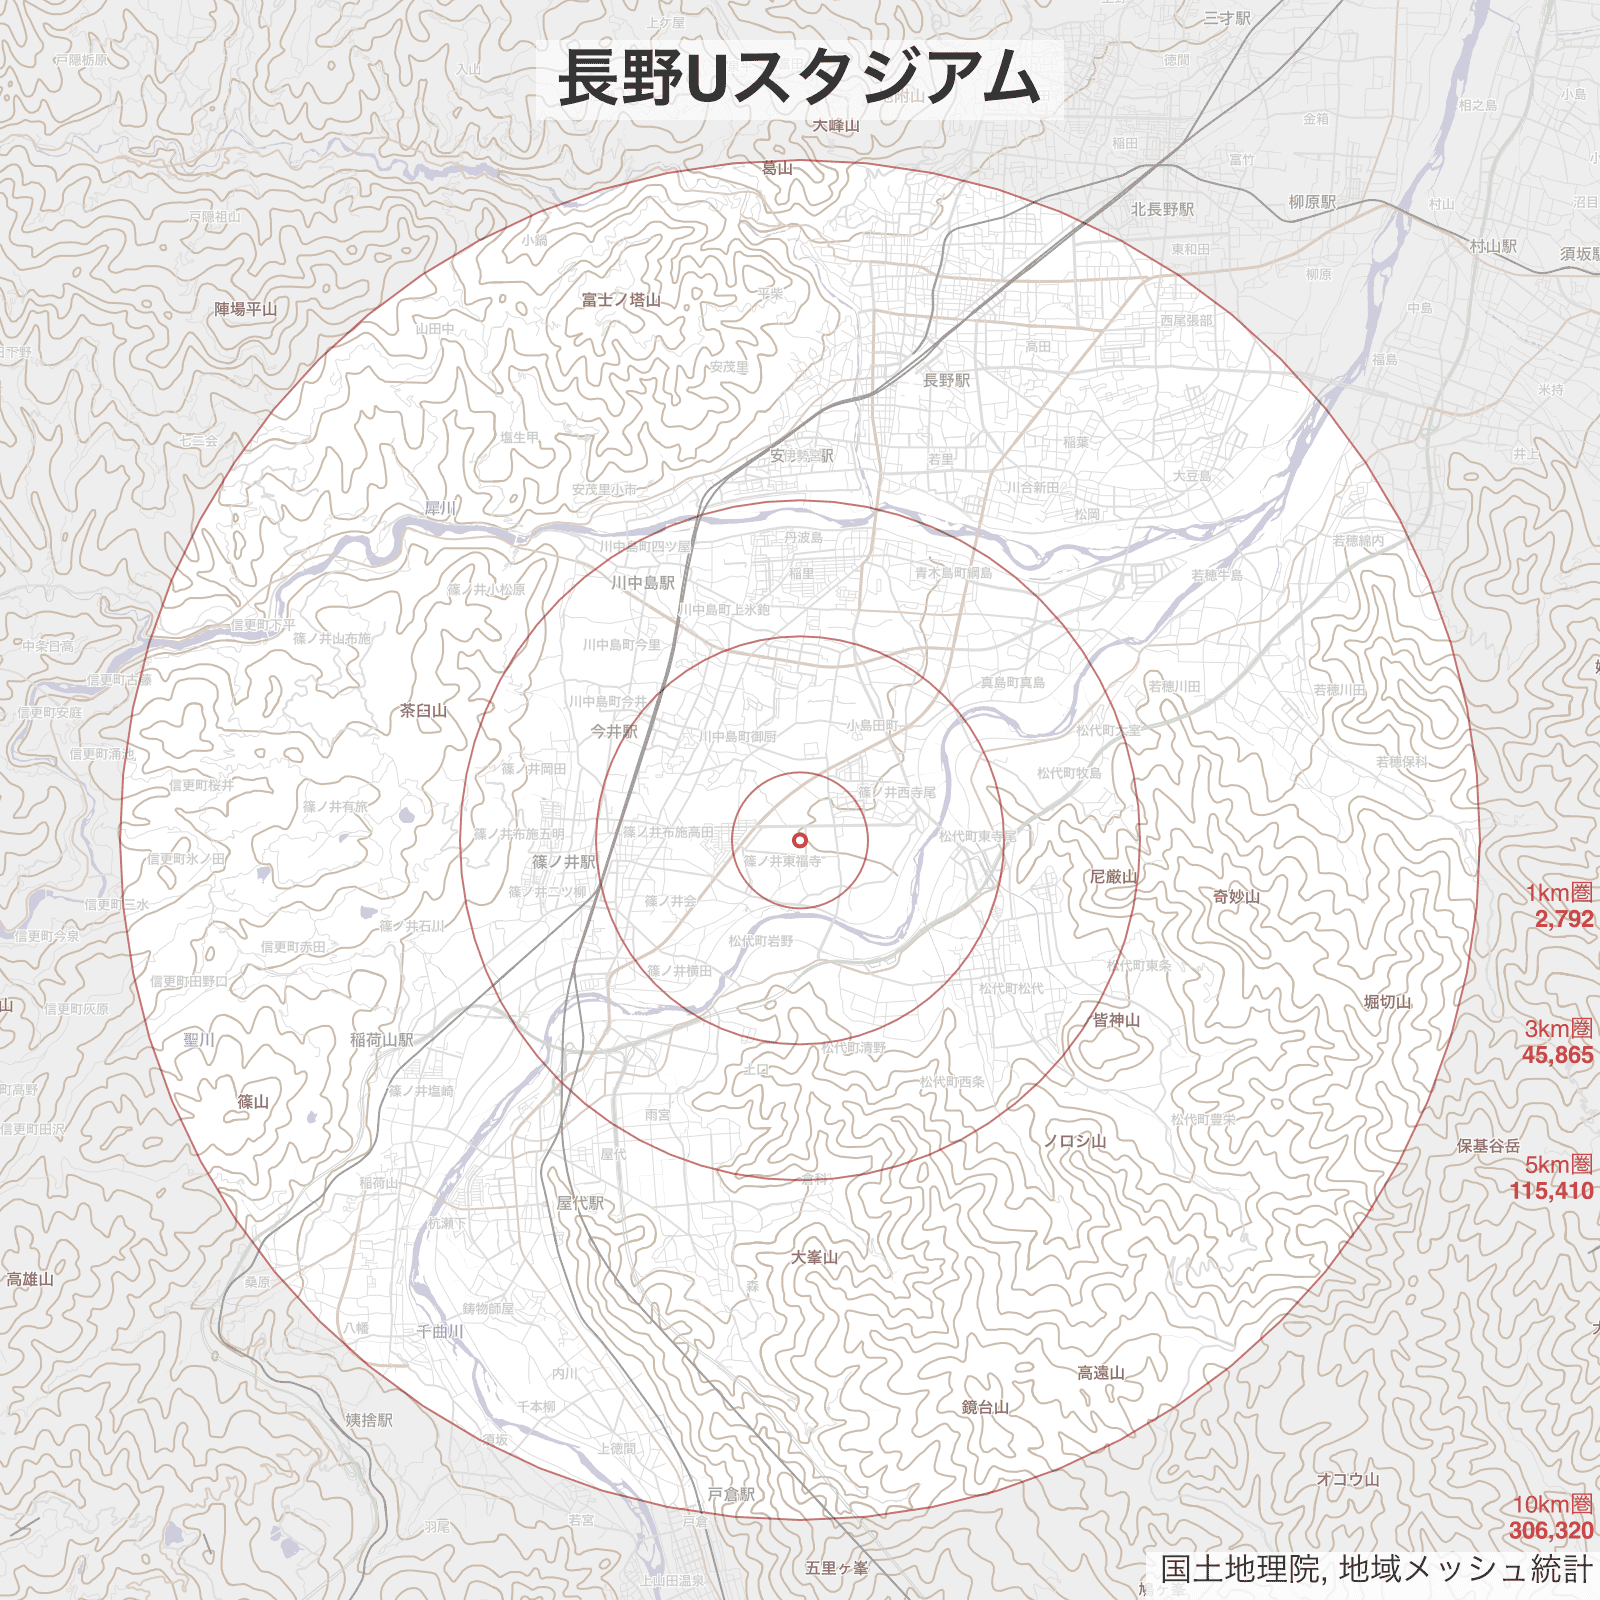 長野Uスタジアム
上ケ屋
三才駅
戸隠栃原
入山
徳間
相之島
小島
大峰山
金箱
稲田
富竹
葛山
戸隠祖山
小鍋
北長野駅
柳原駅
村山
沼目
東和田
村山駅
柳原
陣場平山
富士ノ塔山
平柴
山田中
西尾張部
中島
高田
福島
安茂里
長野駅
米持
七二会
塩生甲
稲葉
若里
井上
大豆島
安茂里小市
川合新田
犀川
松岡
丹波島
川中島町四ツ屋
若穂綿内
川中島駅
稲里
青木島町綱島
若穂牛島
篠ノ井小松原
川中島町上氷鉋
信更町下平
篠ノ井山布施
中条日高
川中島町今里
信更町古藤
真島町真島
若穂川田
若穂川田
信更町安庭
茶臼山
川中島町今井
今井駅
小島田町
川中島町御厨
松代町大室
信更町涌池
若穂保科
篠ノ井岡田
松代町牧島
信更町桜井
篠ノ井有旅
篠ノ井西寺尾
篠ノ井布施五明
篠ノ井布施高田
松代町東寺尾
信更町氷ノ田
篠ノ井駅
篠ノ井東福寺
尼厳山
奇妙山
篠ノ井二ツ柳
1km圏
2,792
信更町三水
篠ノ井会
篠ノ井石川
信更町今泉
信更町赤田
松代町岩野
松代町東条
篠ノ井横田
信更町田野口
松代町松代
信更町灰原
堀切山
皆神山
3km圏
45,865
聖川
稲荷山駅
松代町清野
土口
松代町西条
篠ノ井塩崎
篠山
雨宮
松代町豊栄
信更町田沢
ノロシ山
保基谷岳
屋代
5km圏
115,410
稲荷山
倉科
屋代駅
杭瀬下
大峯山
高雄山
桑原
森
鋳物師屋
八幡
千曲川
内川
高遠山
千本柳
鏡台山
姨捨駅
須坂
上徳間
オコウ山
戸倉駅
10km圏
306,320
羽尾
若宮
戸倉
五里ヶ峯
上山田温泉
国土地理院, 地域メッシュ統計